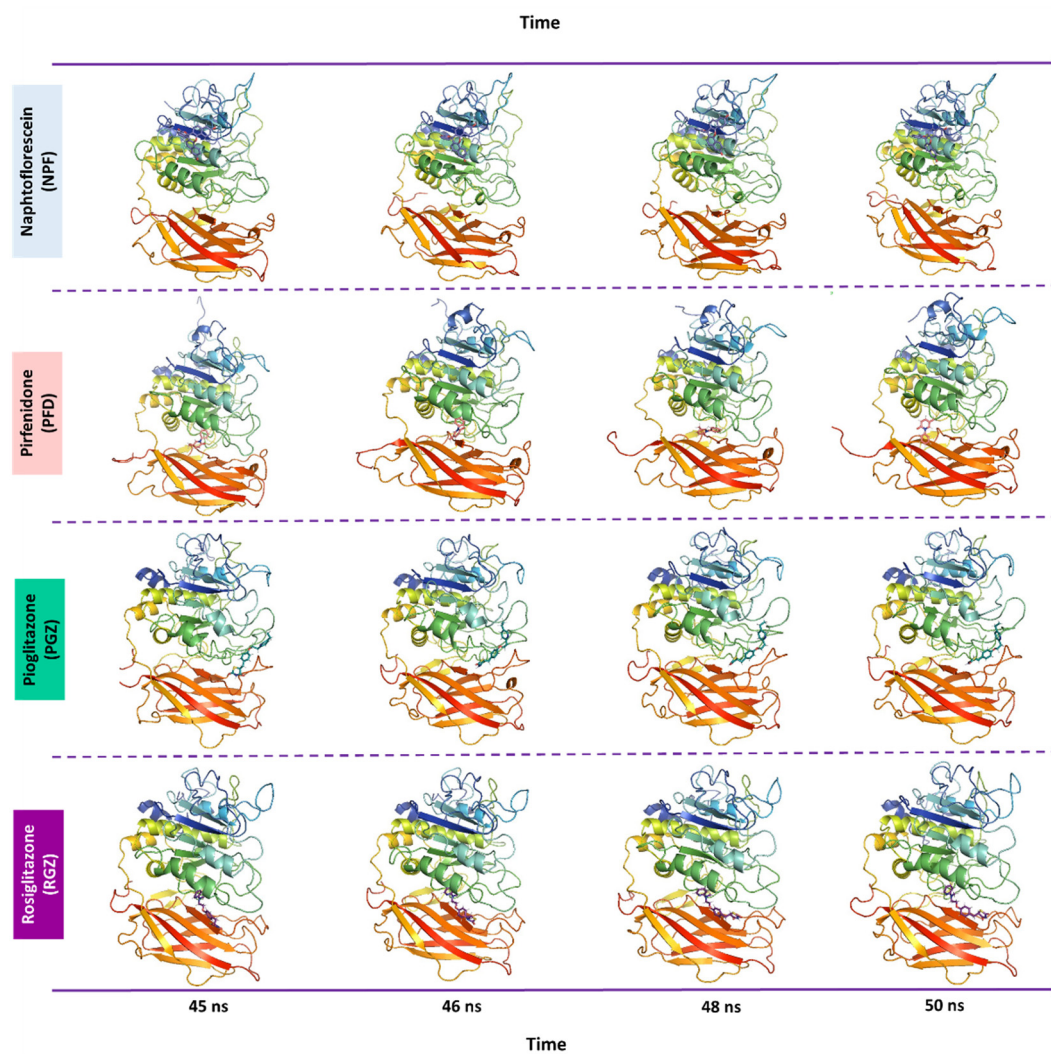 Time
Naphtoflorescein
(NPF)
Pirfenidone
(PFD)
Pioglitazone
(PGZ)
Rosiglitazone
(RGZ)
45 ns
46 ns
48 ns
50 ns
Time